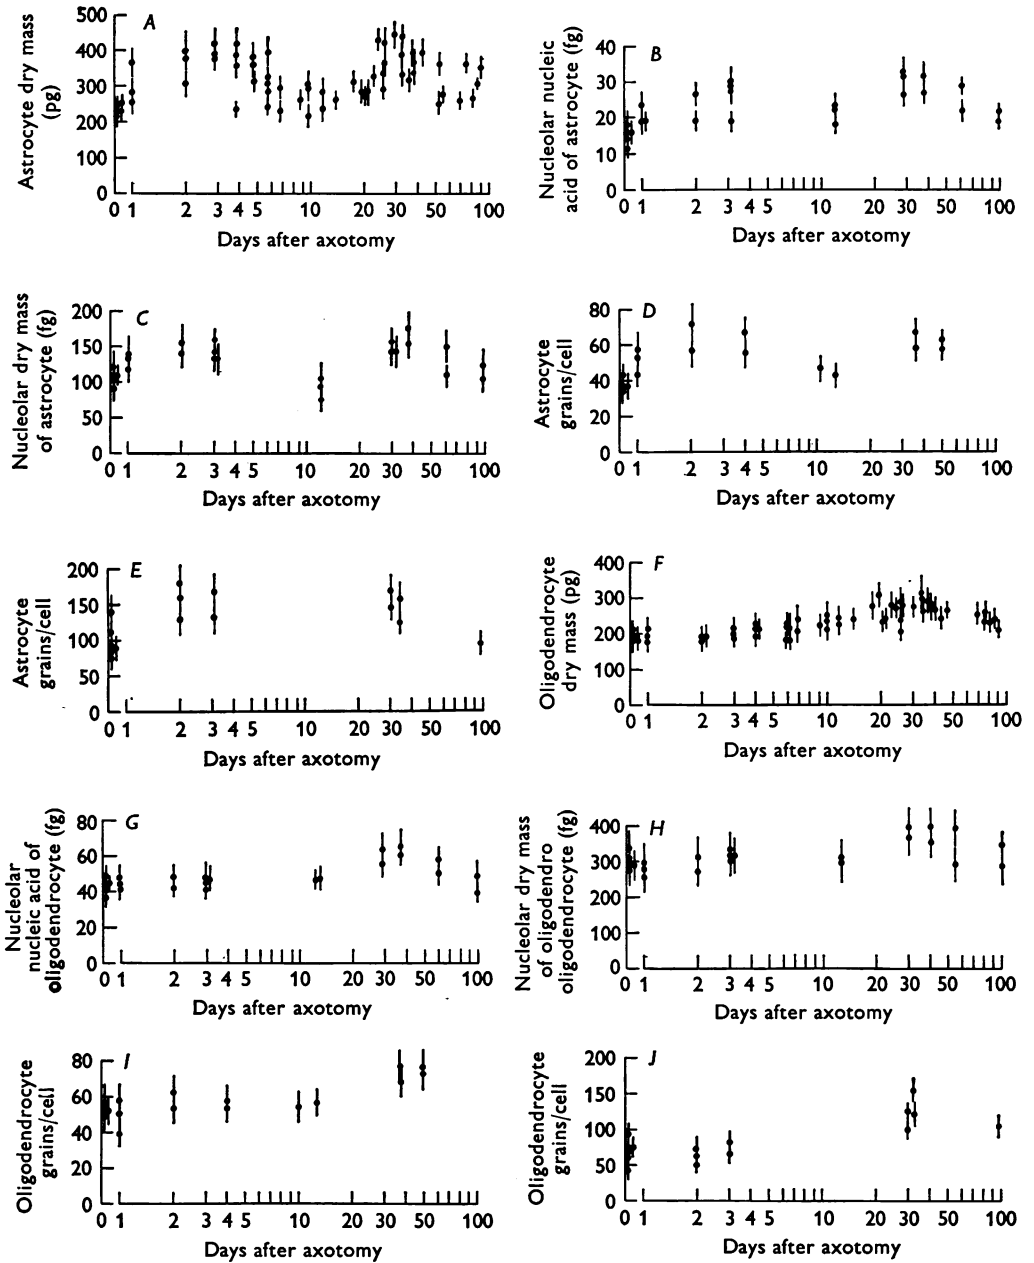 A
Astrocyte dry mass
(pg)
500
400
300
200
100
0
0 1 2 3 4 5 10 20 30 50 100
Days after axotomy
B
Nucleolar nucleic
acid of astrocyte (fg)
40
30
20
10
0
0 1 2 3 4 5 10 20 30 50 100
Days after axotomy
C
Nucleolar dry mass
of astrocyte (fg)
200
150
100
50
0
0 1 2 3 4 5 10 20 30 50 100
Days after axotomy
D
Astrocyte
grains/cell
80
60
40
20
0
0 1 2 4 5 10 20 30 50 100
Days after axotomy
E
Astrocyte
grains/cell
200
150
100
50
0
0 1 2 3 4 5 10 20 30 50 100
Days after axotomy
F
Oligodendrocyte
dry mass (pg)
400
300
200
100
0
0 1 2 3 4 5 10 20 30 50 100
Days after axotomy
G
Nucleolar
nucleic acid of
oligodendrocyte (fg)
80
60
40
20
0
0 1 2 3 4 5 10 20 30 50 100
Days after axotomy
H
Nucleolar dry mass
of oligodendro
oligodendrocyte (fg)
400
300
200
100
0
0 1 2 3 4 5 10 20 30 50 100
Days after axotomy
I
Oligodendrocyte
grains/cell
80
60
40
20
0
0 1 2 3 4 5 10 20 30 50 100
Days after axotomy
J
Oligodendrocyte
grains/cell
200
150
100
50
0
0 1 2 3 4 5 10 20 30 50 100
Days after axotomy